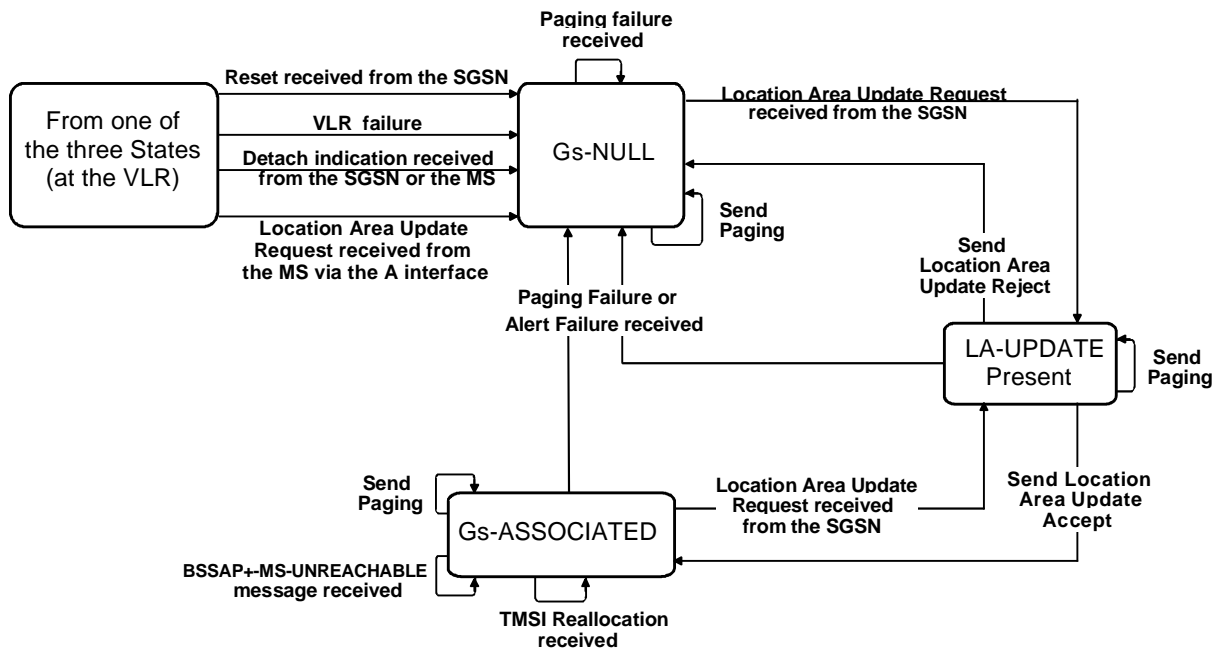 Paging failure
received
Reset received from the SGSN
Location Area Update Request
received from the SGSN
From one of
the three States
(at the VLR)
VLR failure
Gs-NULL
Detach indication received
from the SGSN or the MS
Send
Paging
Location Area Update
Request received from
the MS via the A interface
Send
Location Area
Update Reject
Paging Failure or
Alert Failure received
LA-UPDATE
Present
Send
Paging
Send
Paging
Location Area Update
Request received
from the SGSN
Send Location
Area Update
Accept
Gs-ASSOCIATED
BSSAP+-MS-UNREACHABLE
message received
TMSI Reallocation
received